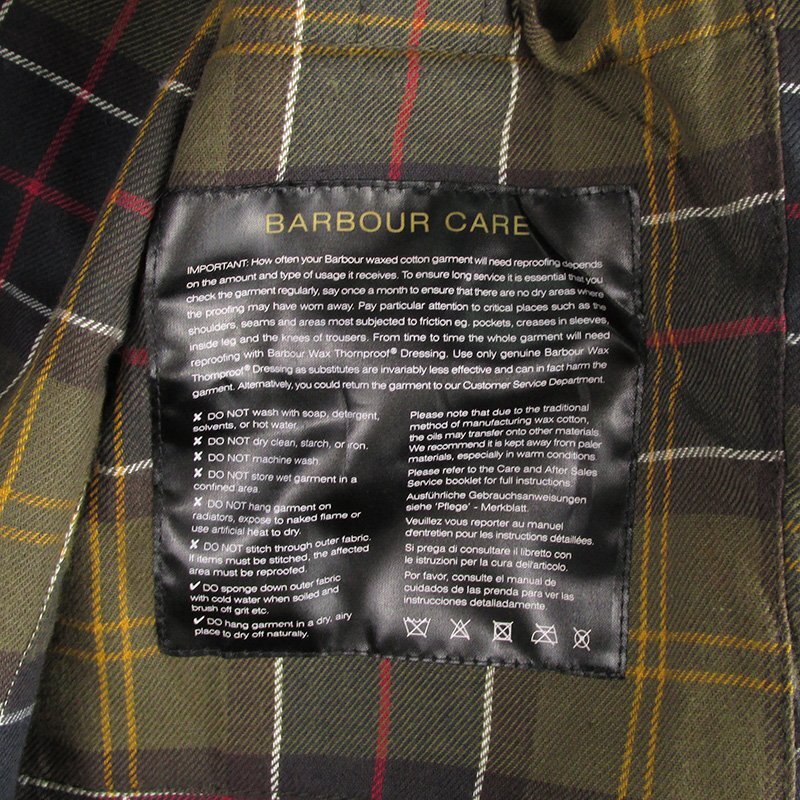 BARBOUR CARE
IMPORTANT: How often your Barbour waxed cotton garment will need reproofing depends
on the amount and type of usage it receives. To ensure long service it is essential that you
check the garment regularly, say once a month to ensure that there are no dry areas where
the proofing may have worn away. Pay particular attention to critical places such as the
shoulders, seams and areas most subjected to friction eg. pockets, creases in sleeves,
inside leg and the knees of trousers. From time to time the whole garment will need
reproofing with Barbour Wax Thornproof® Dressing. Use only genuine Barbour Wax
Thornproof® Dressing as substitutes are invariably less effective and can in fact harm the
garment. Alternatively, you could return the garment to our Customer Service Department.
✘ DO NOT wash with soap, detergent,
solvents, or hot water.
✘ DO NOT dry clean, starch, or iron.
✘ DO NOT machine wash.
✘ DO NOT store wet garment in a
confined area.
✘ DO NOT hang garment on
radiators, expose to naked flame or
use artificial heat to dry.
✘ DO NOT stitch through outer fabric.
If items must be stitched, the affected
area must be reproofed.
✔ DO sponge down outer fabric
with cold water when soiled and
brush off grit etc.
✔ DO hang garment in a dry, airy
place to dry off naturally.
Please note that due to the traditional
method of manufacturing wax cotton,
the oils may transfer onto other materials.
We recommend it is kept away from paler
materials, especially in warm conditions.
Please refer to the Care and After Sales
Service booklet for full instructions.
Ausführliche Gebrauchsanweisungen
siehe 'Pflege' - Merkblatt.
Veuillez vous reporter au manuel
d'entretien pour les instructions détaillées.
Si prega di consultare il libretto con
le istruzioni per la cura dell'articolo.
Por favor, consulte el manual de
cuidados de las prenda para ver las
instrucciones detalladamente.